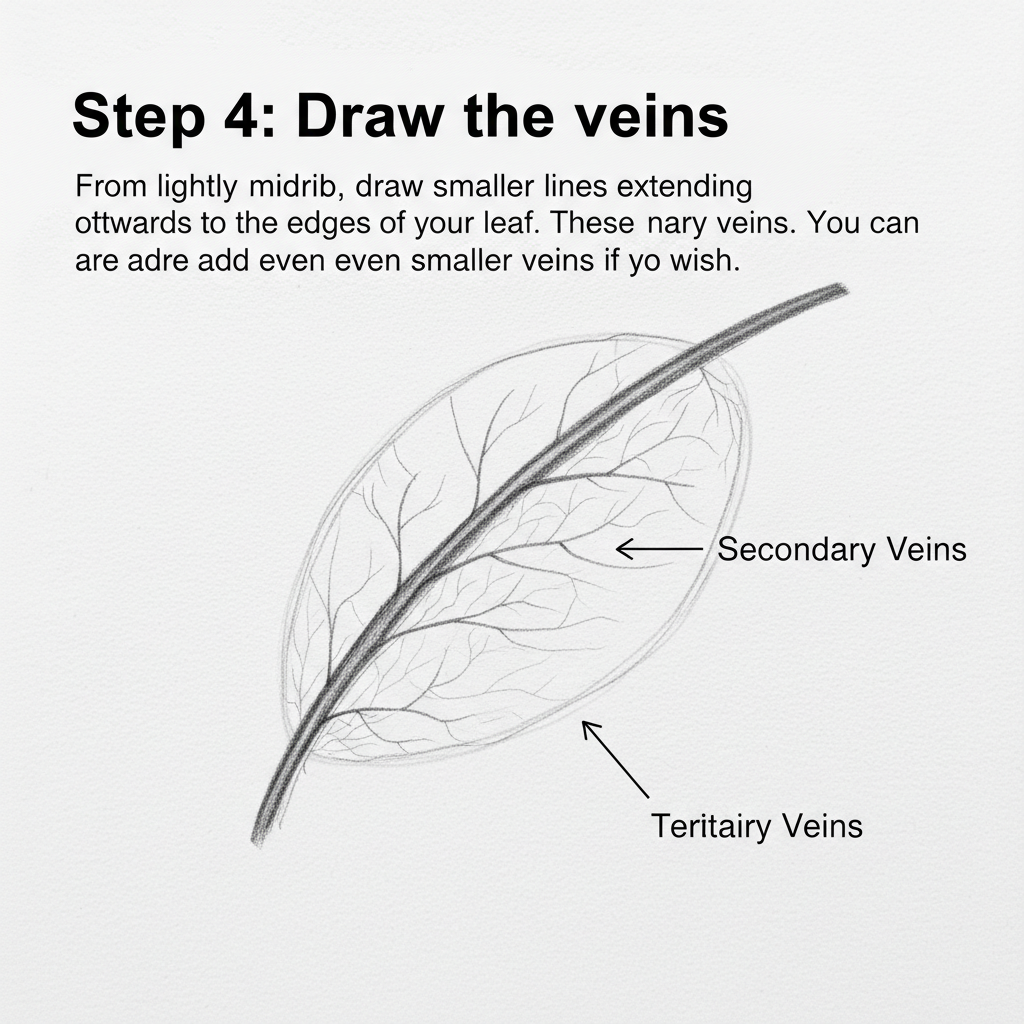 Step 4: Draw the veins
From lightly midrib, draw smaller lines extending
ottwards to the edges of your leaf. These nary veins. You can
are adre add even even smaller veins if yo wish.
Secondary Veins
Teritairy Veins